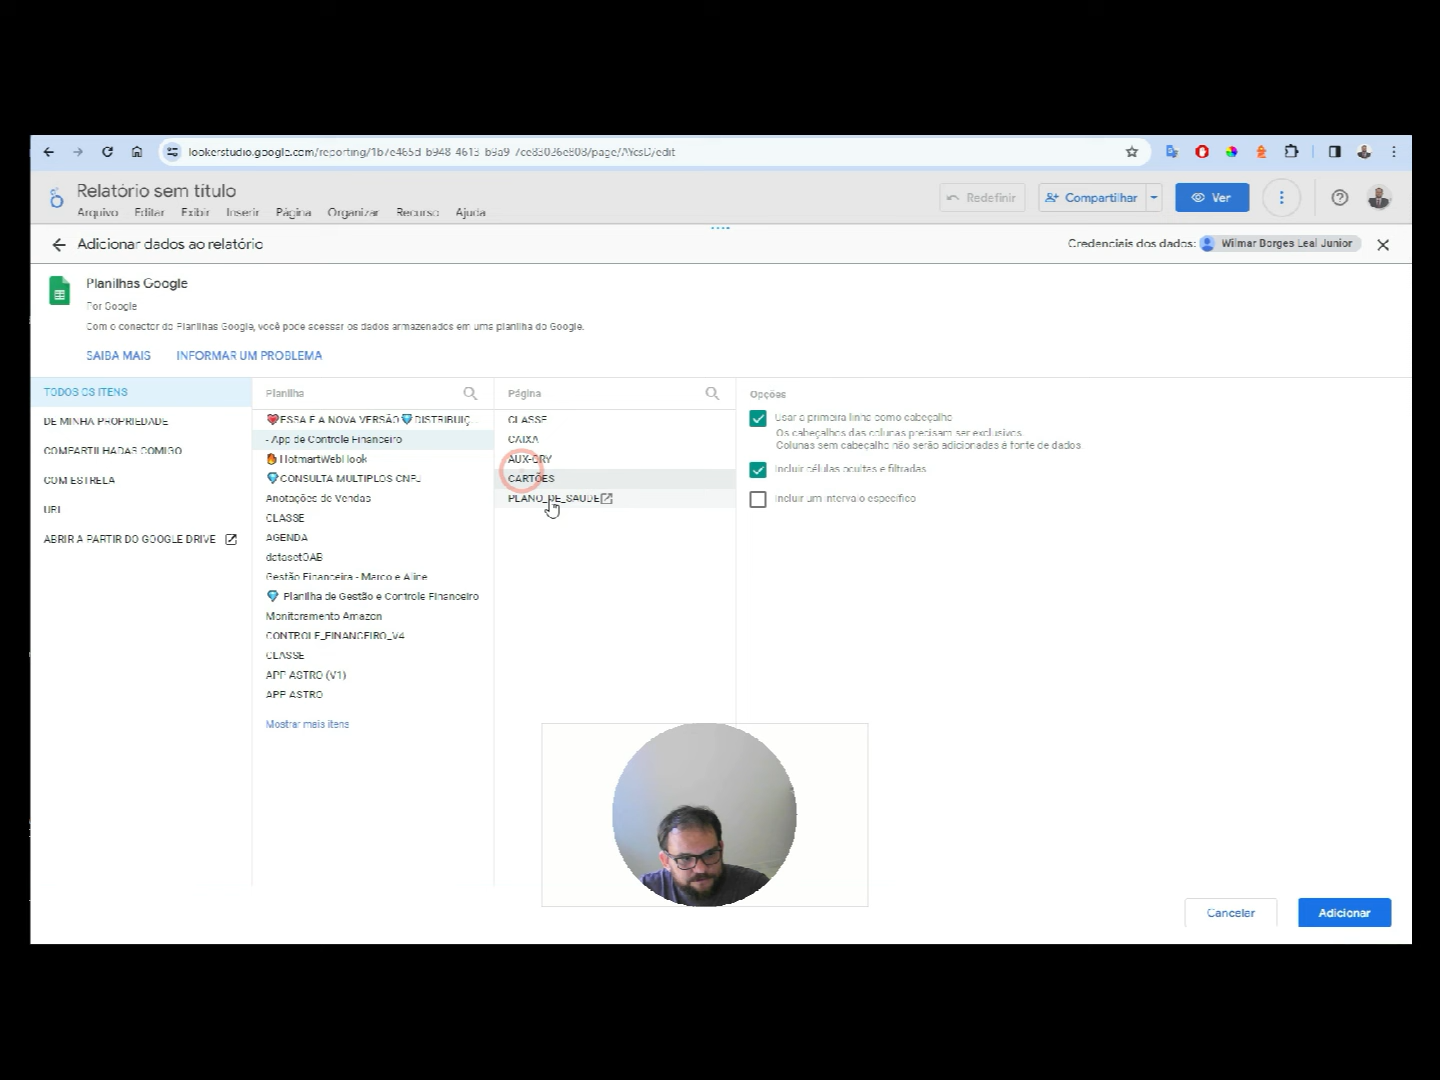 lookerstudio.google.com/reporting/1b7e465d-b948-4613-b9a9-7ce83026e808/page/AYcsD/edit
Relatório sem título
Arquivo Editar Exibir Inserir Página Organizar Recurso Ajuda
Redefinir
Compartilhar
Ver
Adicionar dados ao relatório
Credenciais dos dados: Wilmar Borges Leal Junior
Planilhas Google
Por Google
Com o conector do Planilhas Google, você pode acessar os dados armazenados em uma planilha do Google.
SAIBA MAIS INFORMAR UM PROBLEMA
TODOS OS ITENS
DE MINHA PROPRIEDADE
COMPARTILHADAS COMIGO
COM ESTRELA
URL
ABRIR A PARTIR DO GOOGLE DRIVE
Planilha
❤️ESSA É A NOVA VERSÃO💎DISTRIBUIÇ...
- App de Controle Financeiro
🔥HotmartWebHook
💎CONSULTA MULTIPLOS CNPJ
Anotações de Vendas
CLASSE
AGENDA
datasetOAB
Gestão Financeira - Marco e Aline
💎 Planilha de Gestão e Controle Financeiro
Monitoramento Amazon
CONTROLE_FINANCEIRO_V4
CLASSE
APP ASTRO (V1)
APP ASTRO
Mostrar mais itens
Página
CLASSE
CAIXA
AUX-QRY
CARTÕES
PLANO_DE_SAUDE
Opções
Usar a primeira linha como cabeçalho
Os cabeçalhos das colunas precisam ser exclusivos.
Colunas sem cabeçalho não serão adicionadas à fonte de dados.
Incluir células ocultas e filtradas
Incluir um intervalo específico
Cancelar
Adicionar